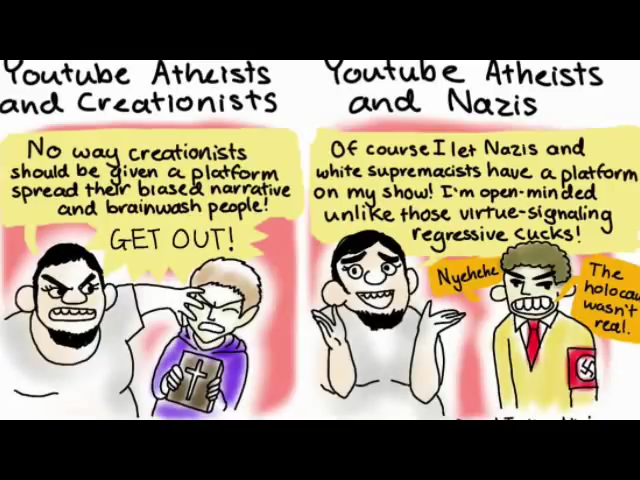 Youtube Atheists
and Creationists
No way creationists
should be given a platform
spread their biased narrative
and brainwash people!
GET OUT!
Youtube Atheists
and Nazis
Of course I let Nazis and
white supremacists have a platform
on my show! I'm open-minded
unlike those virtue-signaling
regressive cucks!
Nyehehe
The
wasn't
real.